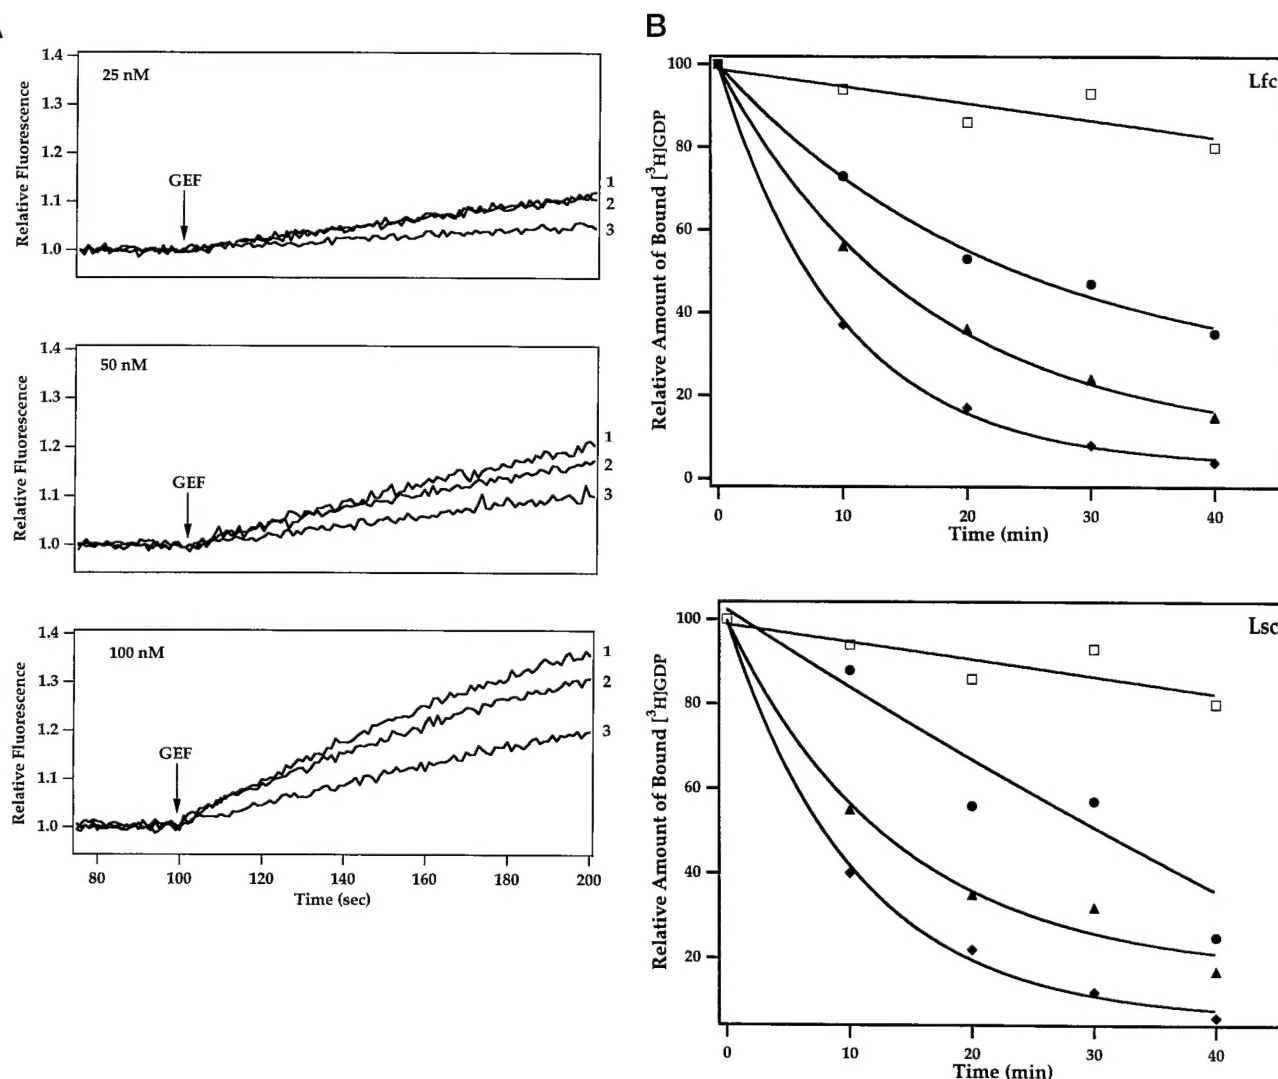 B
1.4
25 nM
1.3
1.2
GEF
1.1
1.0
1
2
3
Relative Fluorescence
1.4
50 nM
1.3
1.2
GEF
1.1
1.0
1
2
3
Relative Fluorescence
1.4
100 nM
1.3
1.2
GEF
1.1
1.0
1
2
3
Relative Fluorescence
80 100 120 140 160 180 200
Time (sec)
Lfc
100
80
60
40
20
0
Relative Amount of Bound [³H]GDP
0 10 20 30 40
Time (min)
Lsc
100
80
60
40
20
Relative Amount of Bound [³H]GDP
0 10 20 30 40
Time (min)